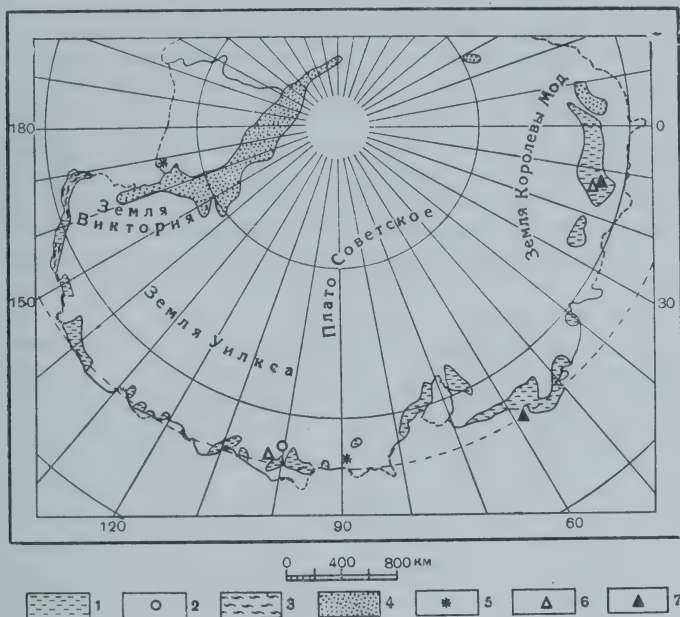 180
0
Земля Королевы Мод
Земля
Виктория
Плато Советское
150
30
Земля Уилкса
120
90
60
0 400 800 км
1 2 3 4 5 6 7